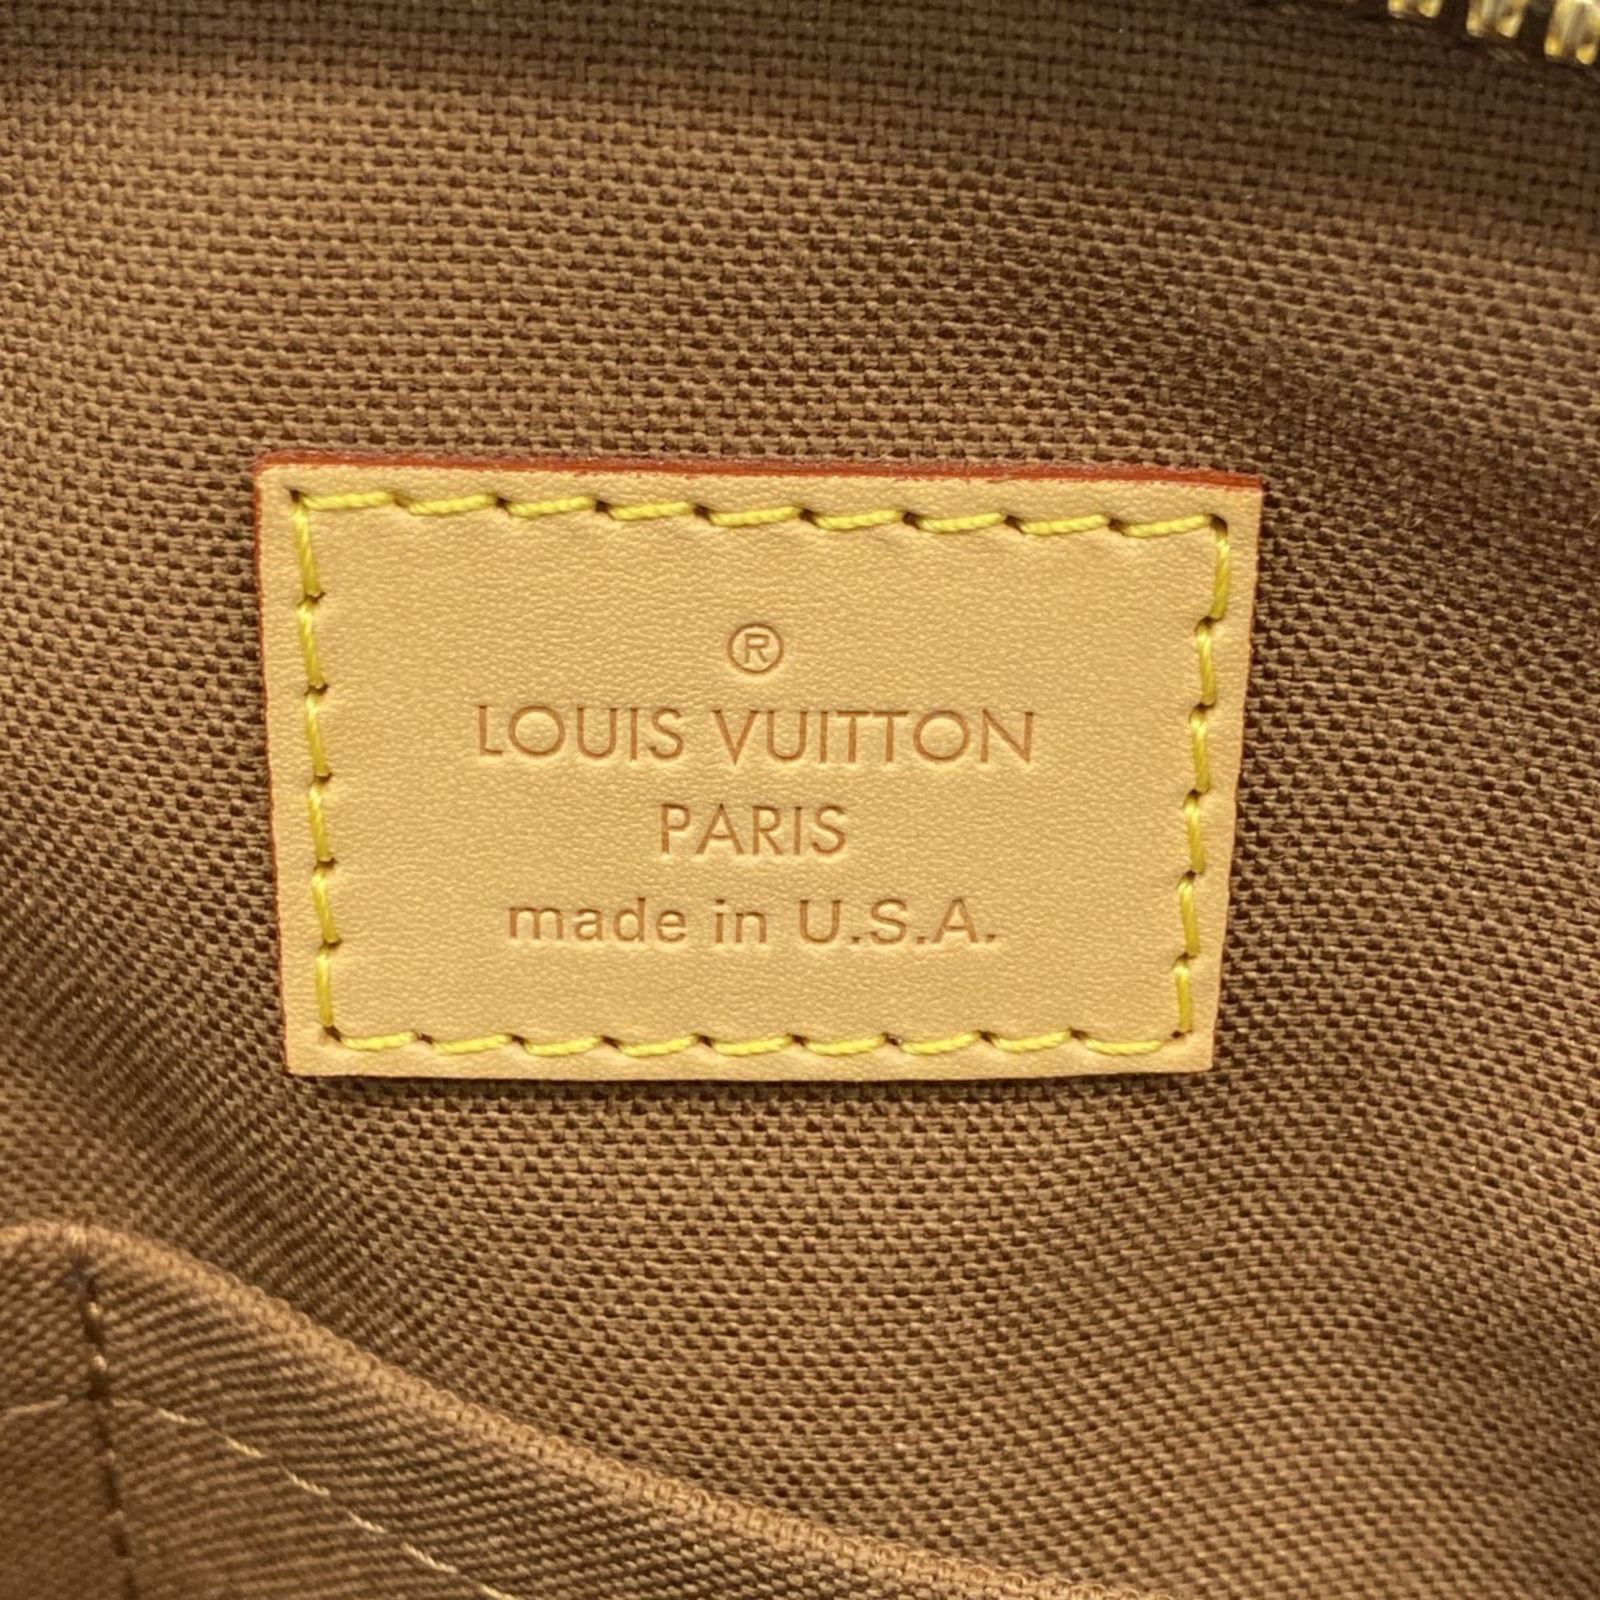 ®
LOUIS VUITTON
PARIS
made in U.S.A.